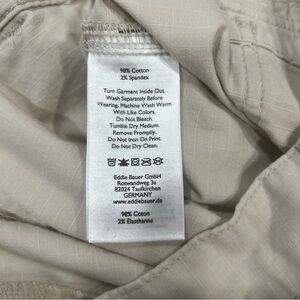 98% Cotton
2% Spandex
Turn Garment Inside Out.
Wash Separately Before
Wearing. Machine Wash Warm
With Like Colors.
Do Not Bleach.
Tumble Dry Medium.
Remove Promptly.
Do Not Iron On Print.
Do Not Dry Clean.
Eddie Bauer GmbH
Rotwandweg 3a
82024 Taufkirchen
GERMANY
www.eddiebauer.de
98% Cotton
2% Élasthanne